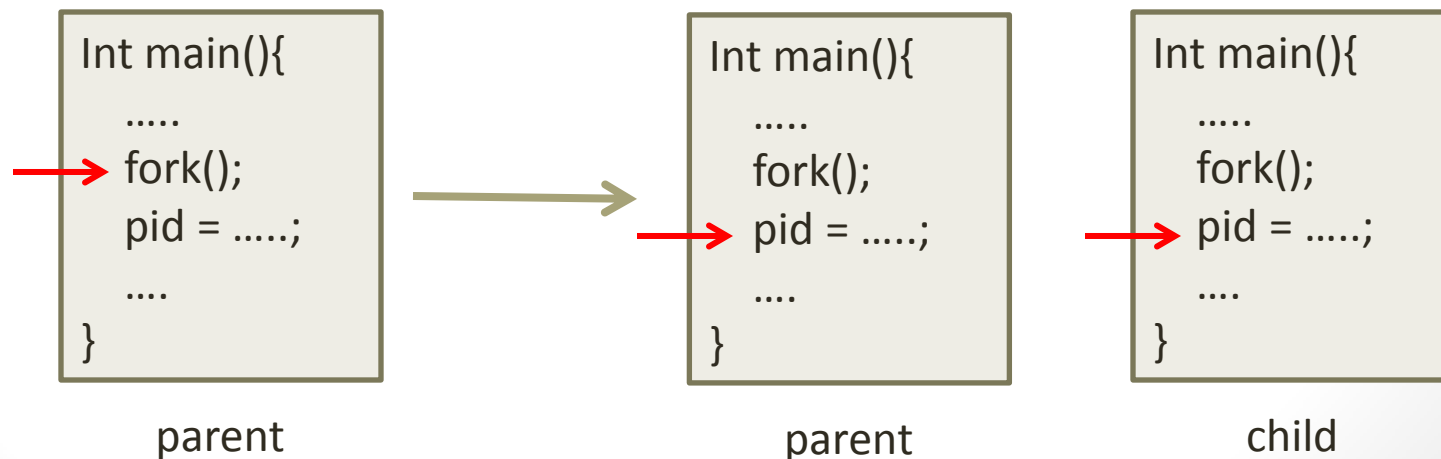 Int main(){
…..
fork();
pid = …..;
….
}
parent
Int main(){
…..
fork();
pid = …..;
….
}
parent
Int main(){
…..
fork();
pid = …..;
….
}
child